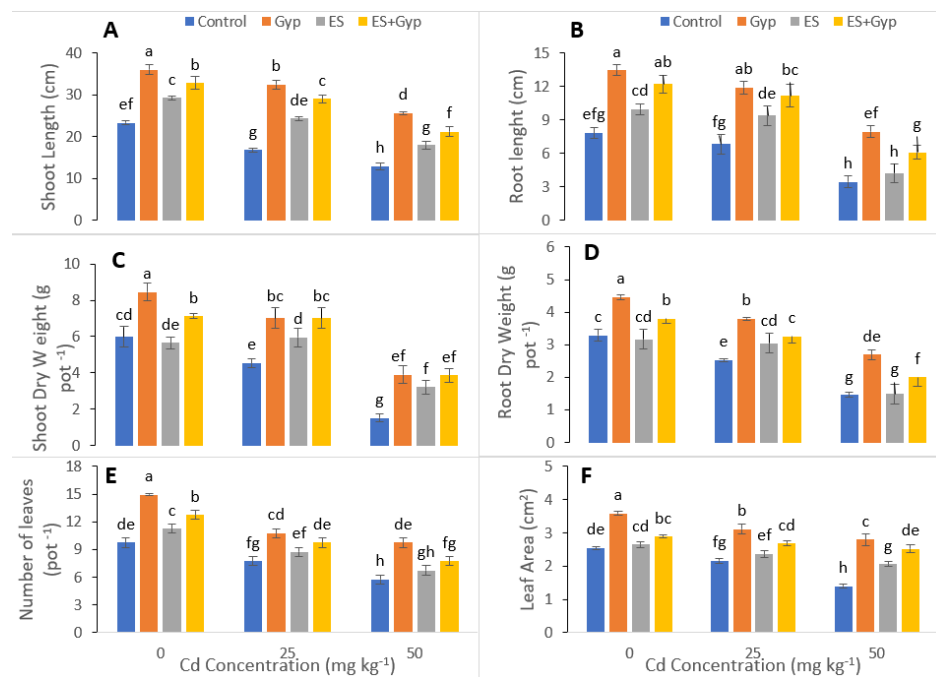 Control Gyp ES ES+Gyp Control Gyp ES ES+Gyp
A
Shoot Length (cm)
40
30
20
10
0
ef a c b
g b de c
h d g f
B
Root lenght (cm)
15
12
9
6
3
0
efg a cd ab
fg ab de bc
h ef h g
C
Shoot Dry W eight (g
pot -1)
10
8
6
4
2
0
cd a de b
e bc d bc
g ef f ef
D
Root Dry Weight (g
pot -1)
6
5
4
3
2
1
0
c a cd b
e b cd c
g de g f
E
Number of leaves
(pot -1)
18
15
12
9
6
3
0
de a c b
fg cd ef de
h de gh fg
0 25 50
Cd Concentration (mg kg-1)
F
Leaf Area (cm2)
5
4
3
2
1
0
de a cd bc
fg b ef cd
h c g de
0 25 50
Cd Concentration (mg kg-1)